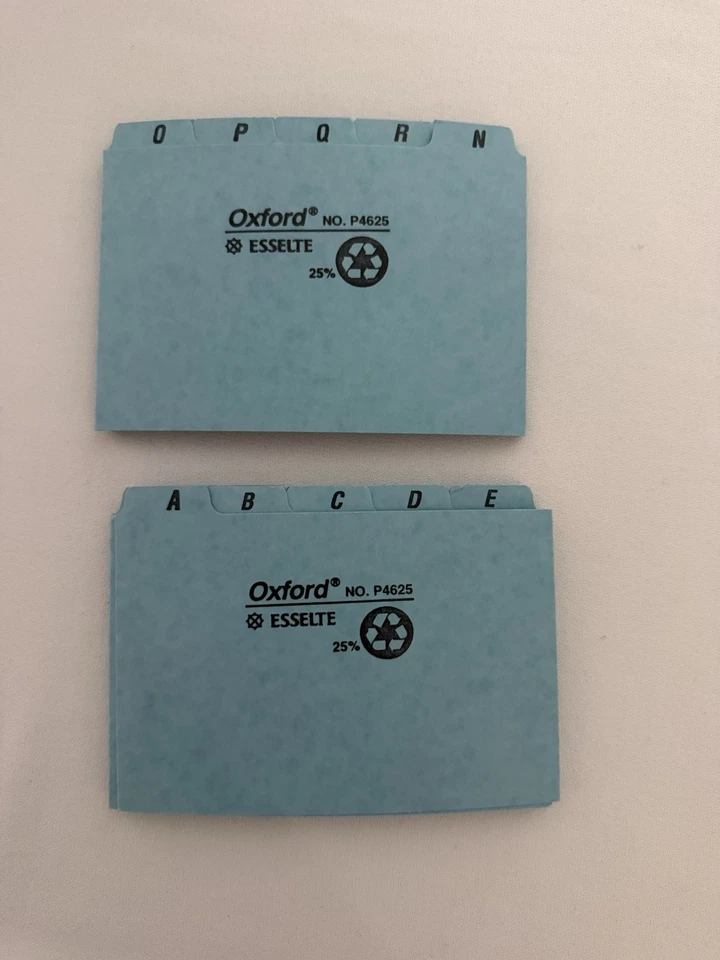 O P Q R N
Oxford® NO. P4625
ESSELTE
25%
A B C D E
Oxford® NO. P4625
ESSELTE
25%